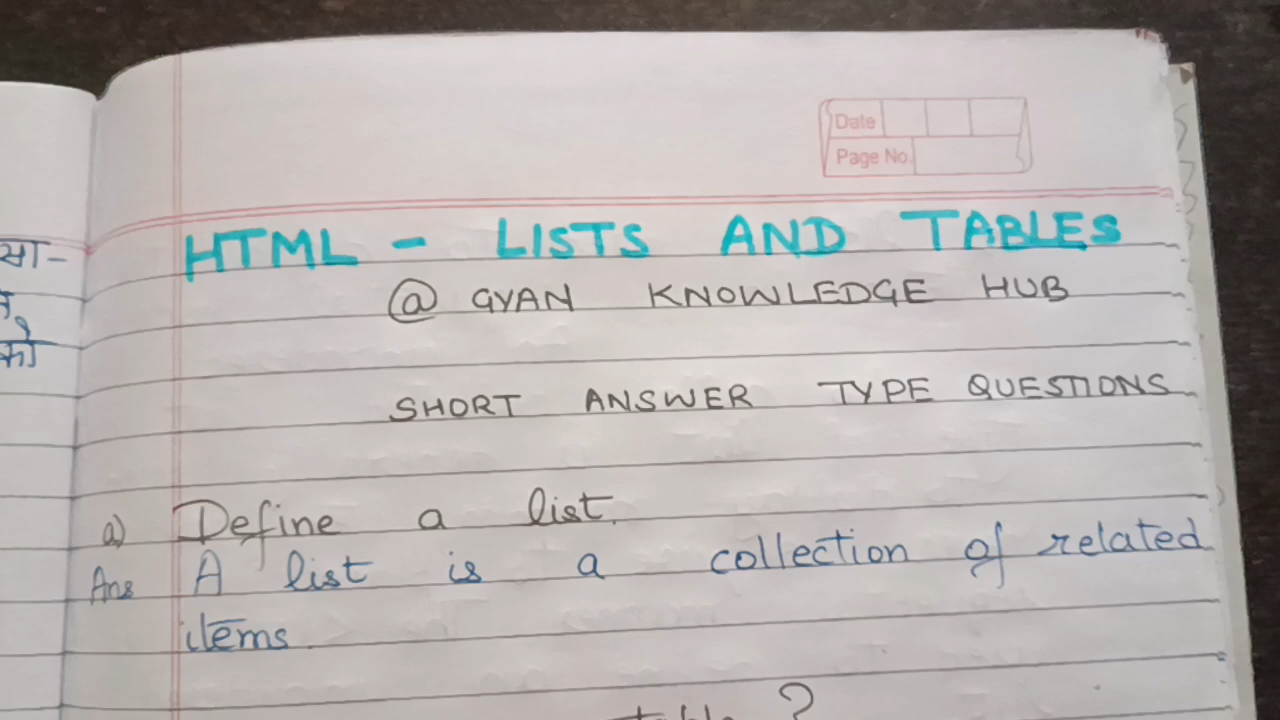 Date
Page No.
HTML - LISTS AND TABLES
@ GYAN KNOWLEDGE HUB
SHORT ANSWER TYPE QUESTIONS
a) Define a list.
Ans A list is a collection of related
items.
table ?
को